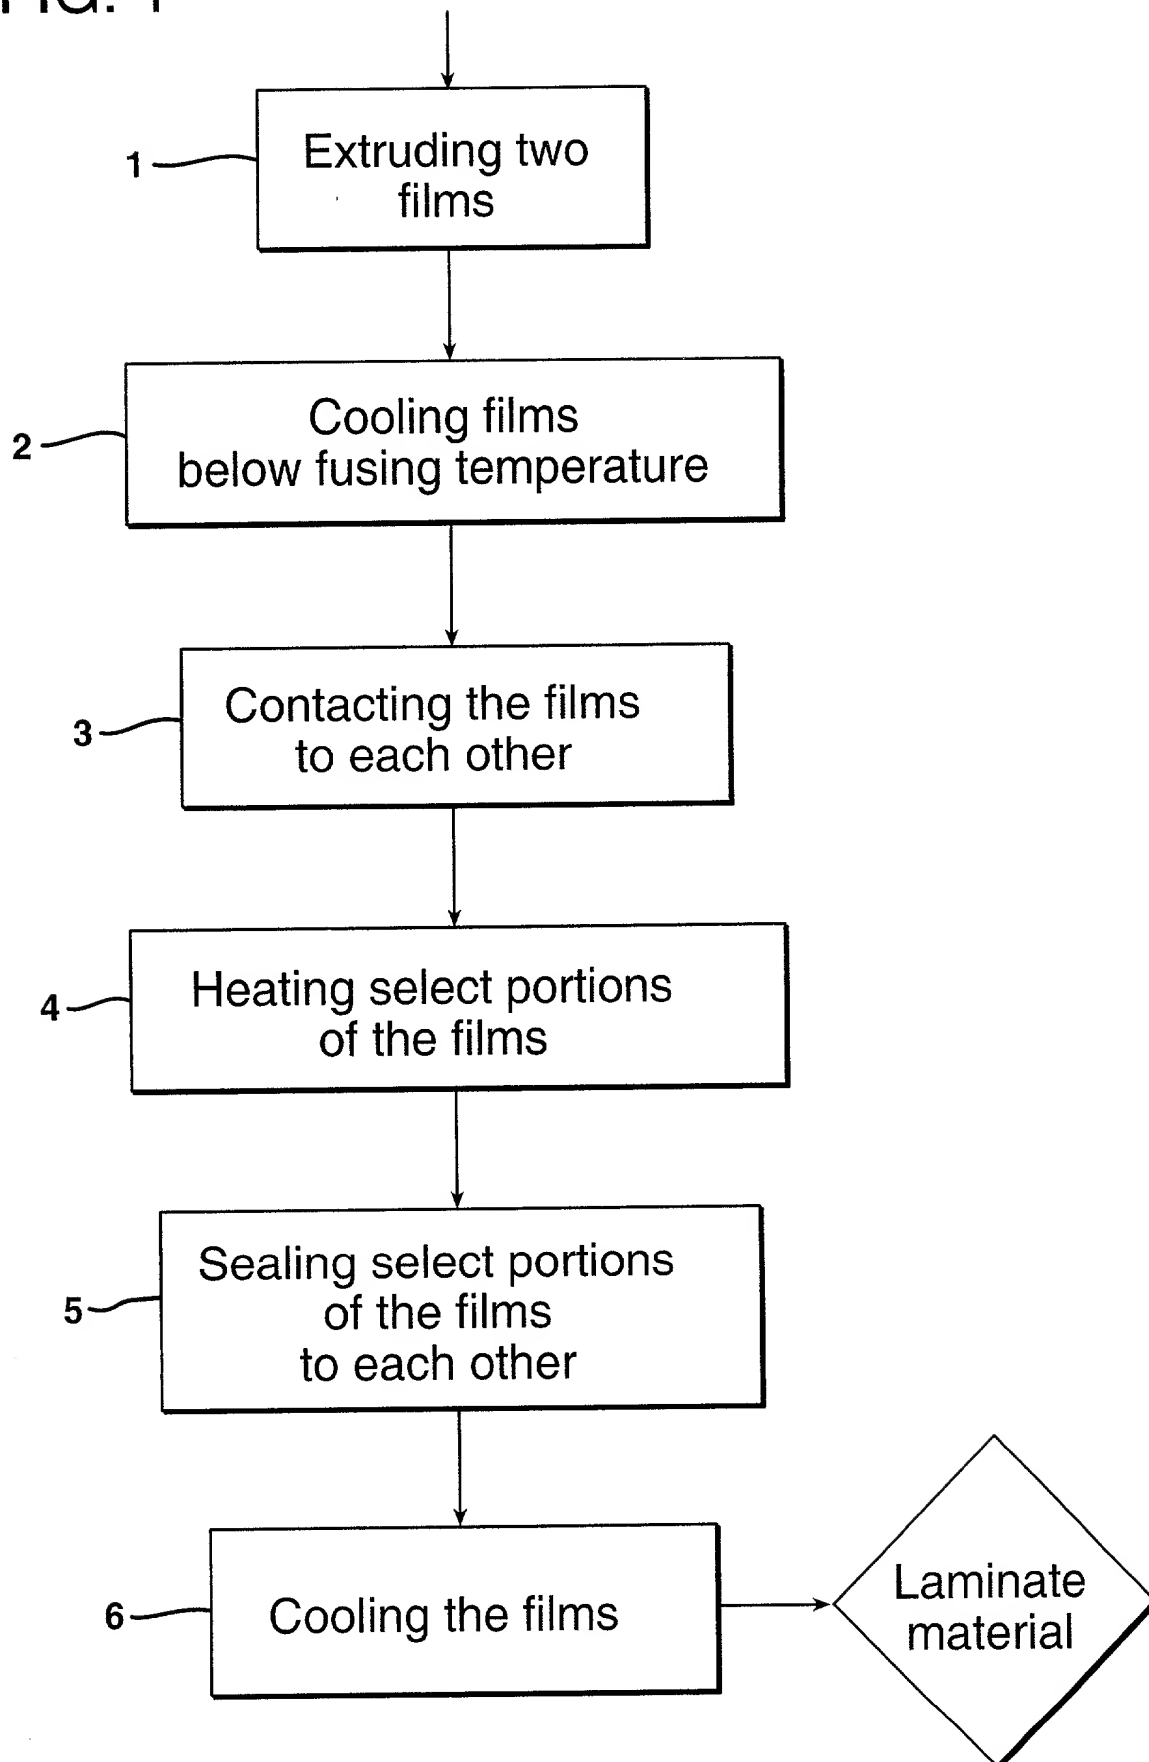 FIG. 1
1
Extruding two
films
2
Cooling films
below fusing temperature
3
Contacting the films
to each other
4
Heating select portions
of the films
5
Sealing select portions
of the films
to each other
6
Cooling the films
Laminate
material